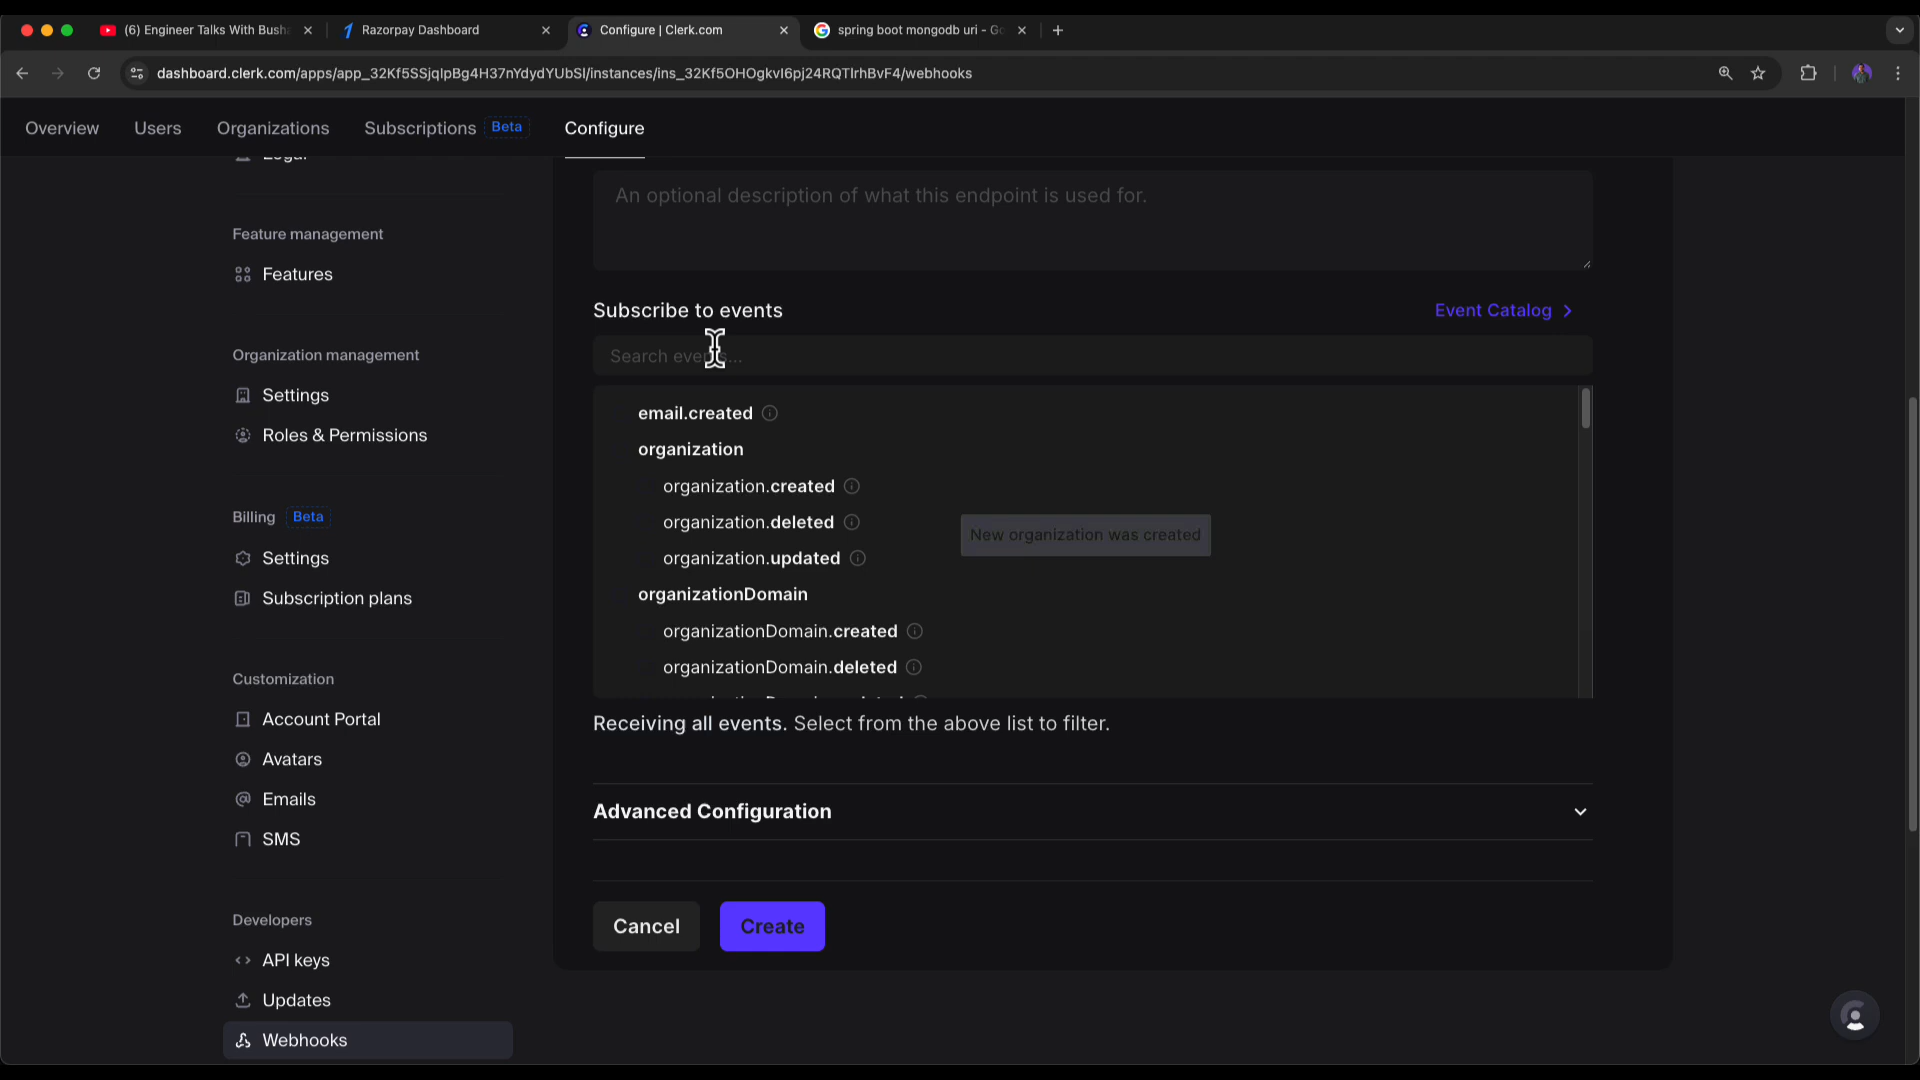 (6) Engineer Talks With Busha
Razorpay Dashboard
Configure | Clerk.com
spring boot mongodb uri - Go
dashboard.clerk.com/apps/app_32Kf5SSjqIpBg4H37nYdydYUbSI/instances/ins_32Kf5OHOgkvI6pj24RQTIrhBvF4/webhooks
Overview
Users
Organizations
Subscriptions
Beta
Configure
Legal
Feature management
Features
Organization management
Settings
Roles & Permissions
Billing
Beta
Settings
Subscription plans
Customization
Account Portal
Avatars
Emails
SMS
Developers
API keys
Updates
Webhooks
An optional description of what this endpoint is used for.
Subscribe to events
Event Catalog
Search events...
email.created
organization
organization.created
organization.deleted
organization.updated
New organization was created
organizationDomain
organizationDomain.created
organizationDomain.deleted
Receiving all events. Select from the above list to filter.
Advanced Configuration
Cancel
Create